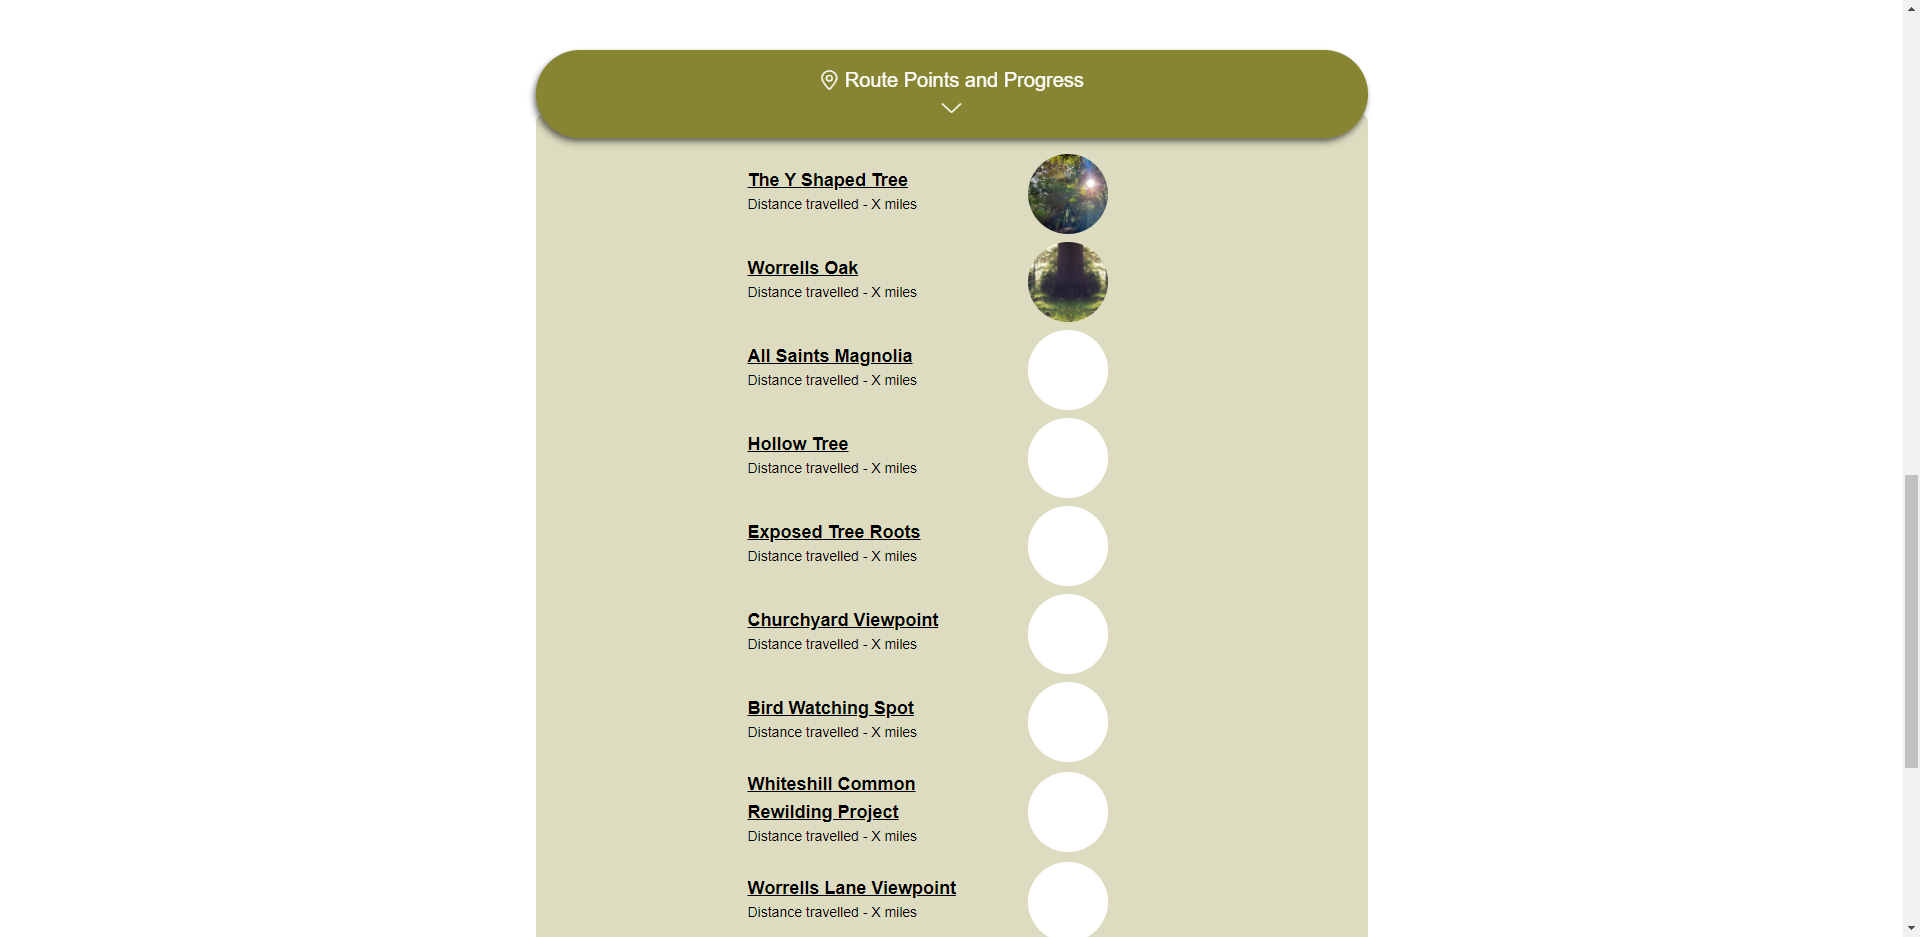 Route Points and Progress
The Y Shaped Tree
Distance travelled - X miles
Worrells Oak
Distance travelled - X miles
All Saints Magnolia
Distance travelled - X miles
Hollow Tree
Distance travelled - X miles
Exposed Tree Roots
Distance travelled - X miles
Churchyard Viewpoint
Distance travelled - X miles
Bird Watching Spot
Distance travelled - X miles
Whiteshill Common
Rewilding Project
Distance travelled - X miles
Worrells Lane Viewpoint
Distance travelled - X miles